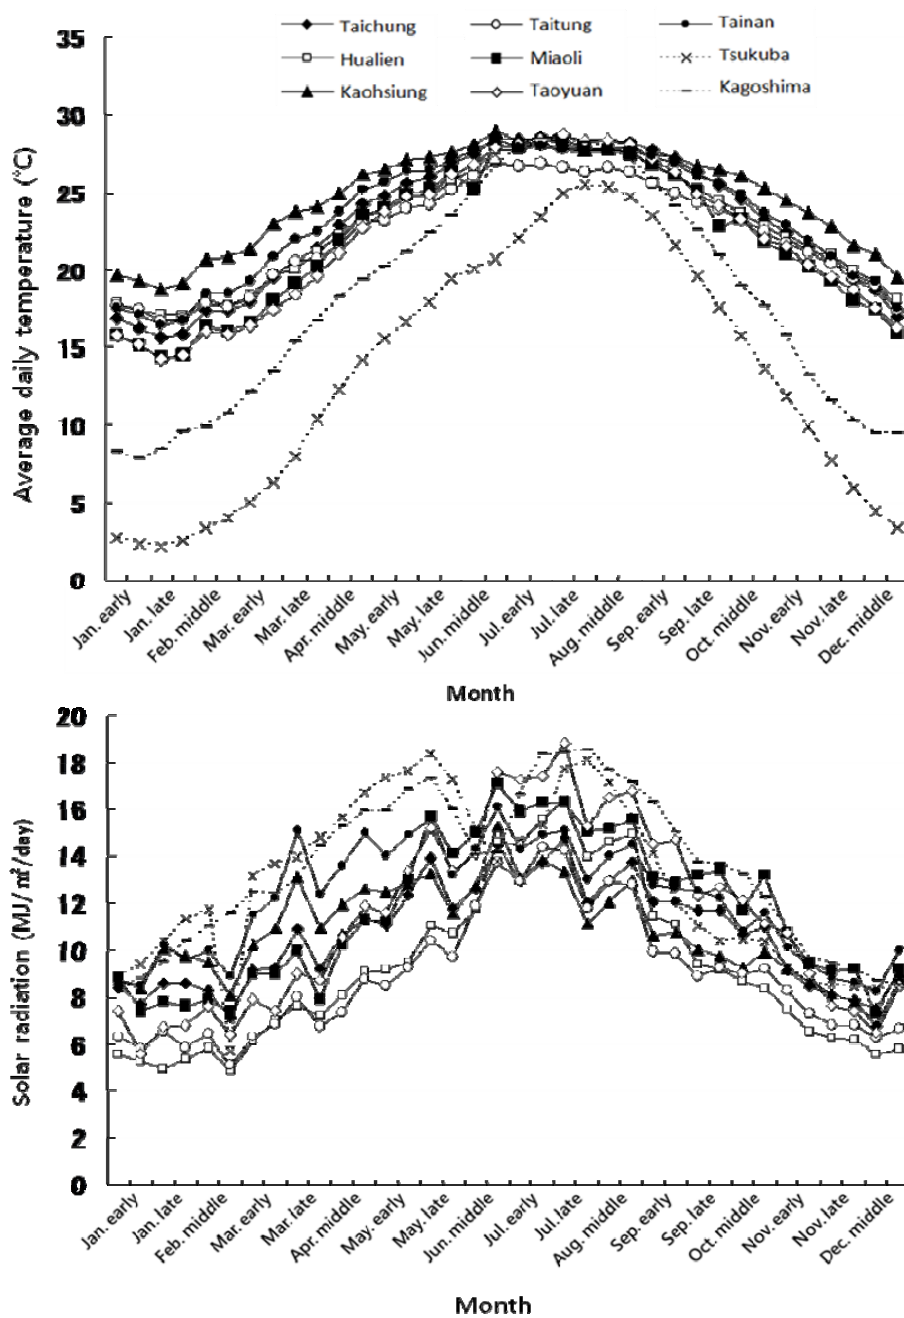 Taichung Taitung Tainan
Hualien Miaoli Tsukuba
Kaohsiung Taoyuan Kagoshima
Average daily temperature (°C)
35
30
25
20
15
10
5
0
Jan. early
Jan. late
Feb. middle
Mar. early
Mar. late
Apr. middle
May. early
May. late
Jun. middle
Jul. early
Jul. late
Aug. middle
Sep. early
Sep. late
Oct. middle
Nov. early
Nov. late
Dec. middle
Month
Solar radiation (MJ/㎡/day)
20
18
16
14
12
10
8
6
4
2
0
Jan. early
Jan. late
Feb. middle
Mar. early
Mar. late
Apr. middle
May. early
May. late
Jun. middle
Jul. early
Jul. late
Aug. middle
Sep. early
Sep. late
Oct. middle
Nov. early
Nov. late
Dec. middle
Month